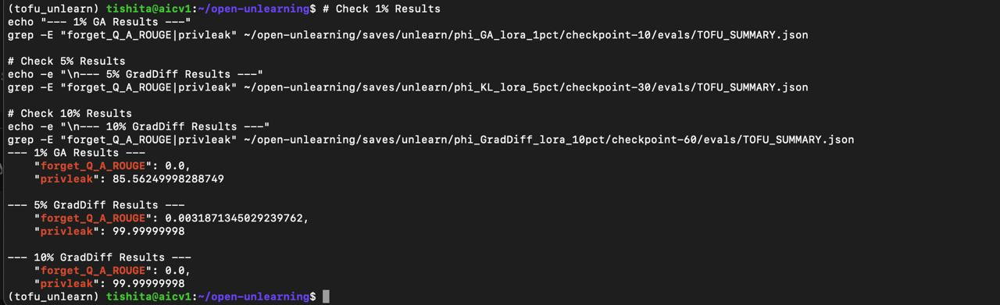 (tofu_unlearn) tishita@aicv1:~/open-unlearning$ # Check 1% Results
echo "--- 1% GA Results ---"
grep -E "forget_Q_A_ROUGE|privleak" ~/open-unlearning/saves/unlearn/phi_GA_lora_1pct/checkpoint-10/evals/TOFU_SUMMARY.json
# Check 5% Results
echo -e "\n--- 5% GradDiff Results ---"
grep -E "forget_Q_A_ROUGE|privleak" ~/open-unlearning/saves/unlearn/phi_KL_lora_5pct/checkpoint-30/evals/TOFU_SUMMARY.json
# Check 10% Results
echo -e "\n--- 10% GradDiff Results ---"
grep -E "forget_Q_A_ROUGE|privleak" ~/open-unlearning/saves/unlearn/phi_GradDiff_lora_10pct/checkpoint-60/evals/TOFU_SUMMARY.json
--- 1% GA Results ---
"forget_Q_A_ROUGE": 0.0,
"privleak": 85.56249998288749
--- 5% GradDiff Results ---
"forget_Q_A_ROUGE": 0.0031871345029239762,
"privleak": 99.99999998
--- 10% GradDiff Results ---
"forget_Q_A_ROUGE": 0.0,
"privleak": 99.99999998
(tofu_unlearn) tishita@aicv1:~/open-unlearning$